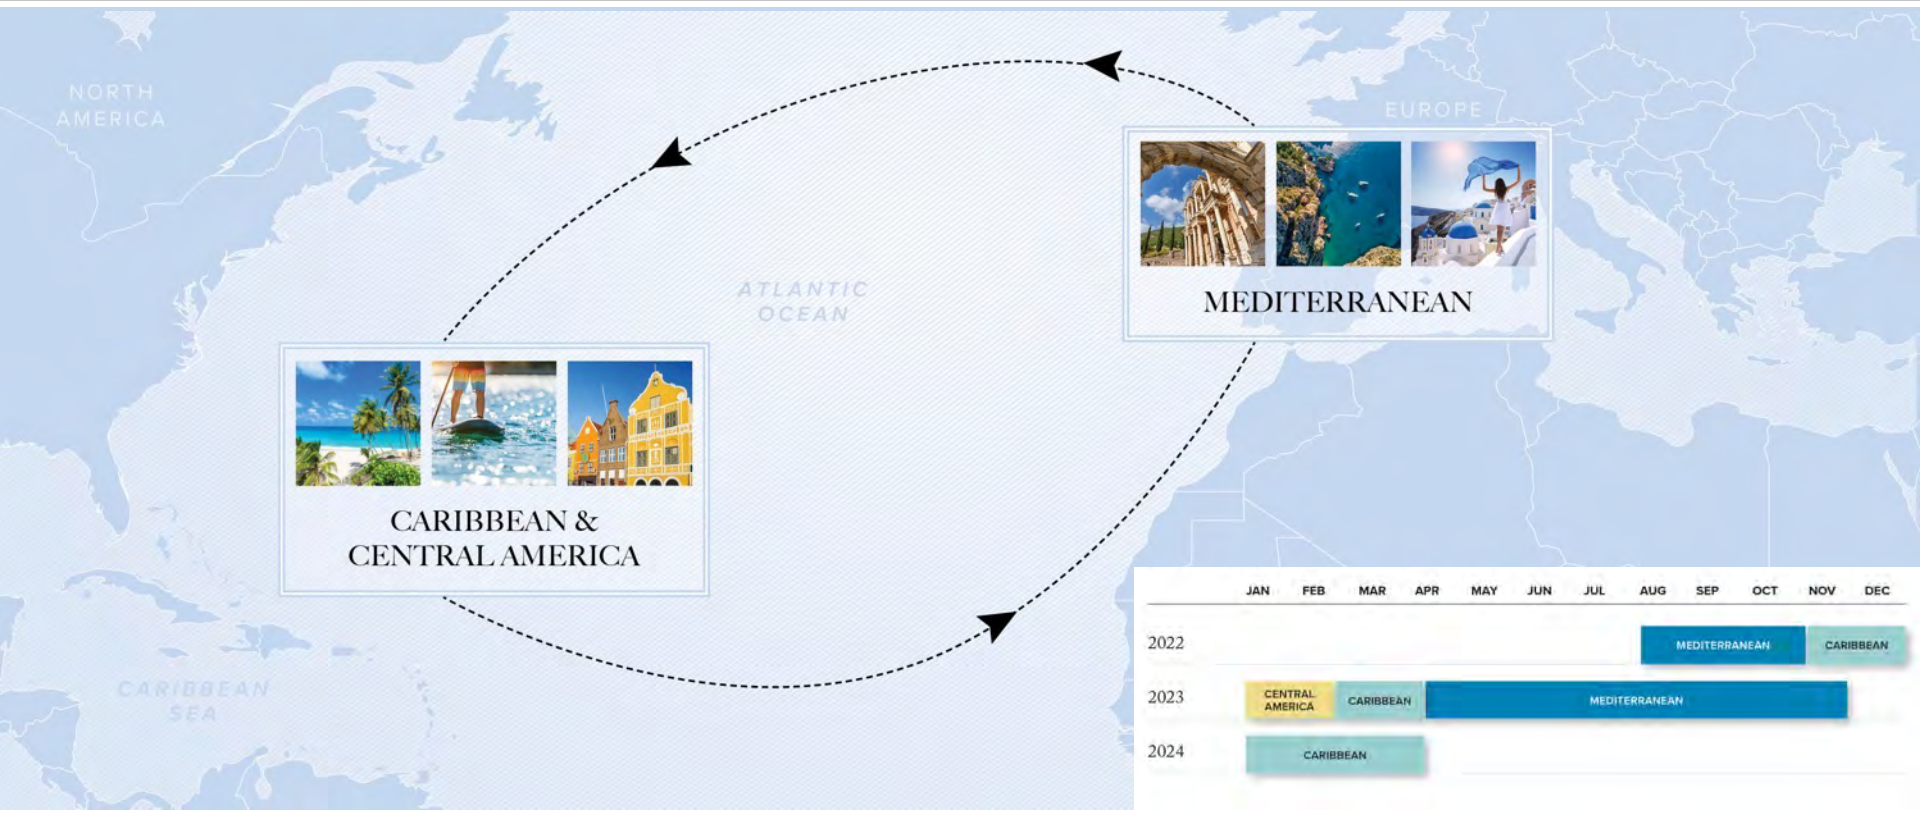 NORTH
AMERICA
EUROPE
MEDITERRANEAN
ATLANTIC
OCEAN
CARIBBEAN &
CENTRAL AMERICA
CARIBBEAN
SEA
JAN FEB MAR APR MAY JUN JUL AUG SEP OCT NOV DEC
2022 MEDITERRANEAN CARIBBEAN
2023 CENTRAL AMERICA CARIBBEAN MEDITERRANEAN
2024 CARIBBEAN